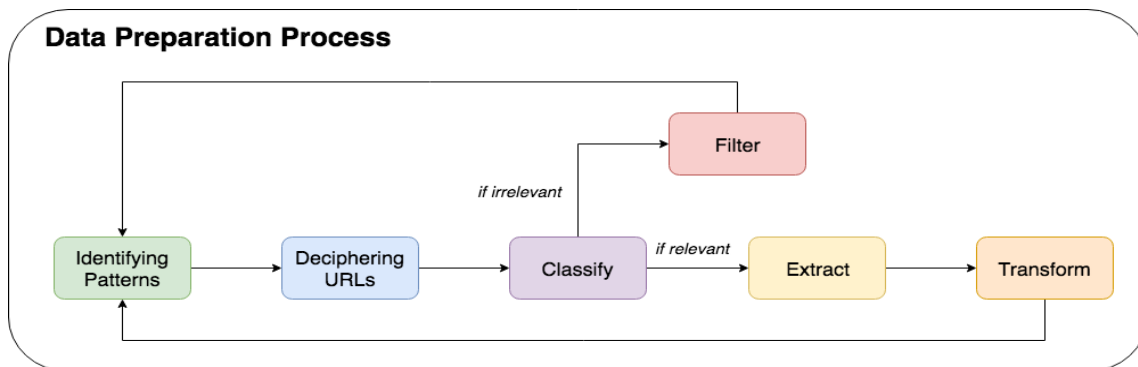 Data Preparation Process
Filter
if irrelevant
Identifying
Patterns
Deciphering
URLs
Classify
if relevant
Extract
Transform